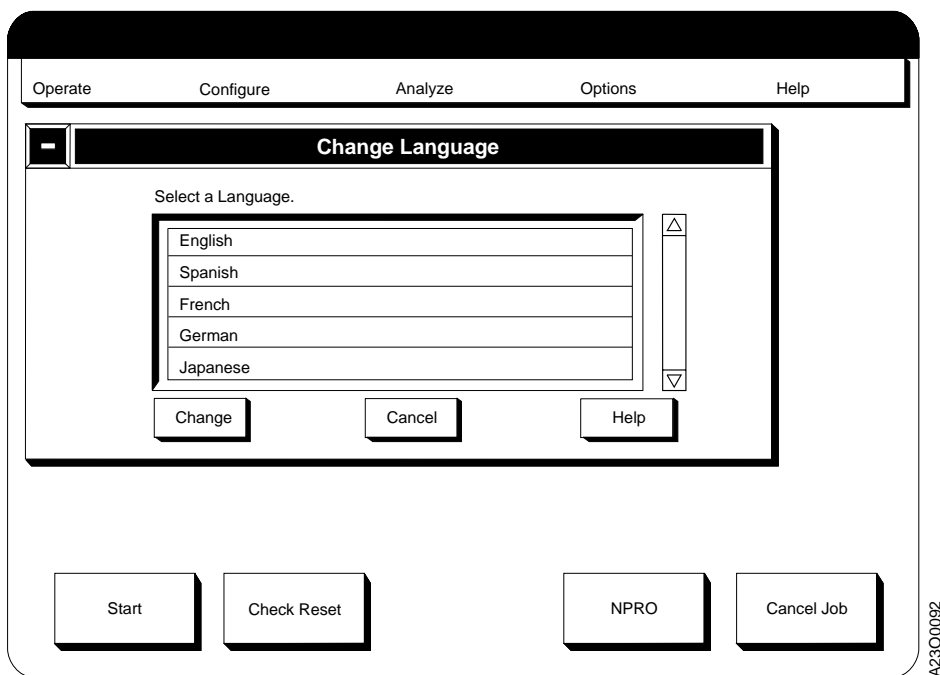 Operate Configure Analyze Options Help
Change Language
Select a Language.
English
Spanish
French
German
Japanese
Change Cancel Help
Start Check Reset NPRO Cancel Job
A23O0092